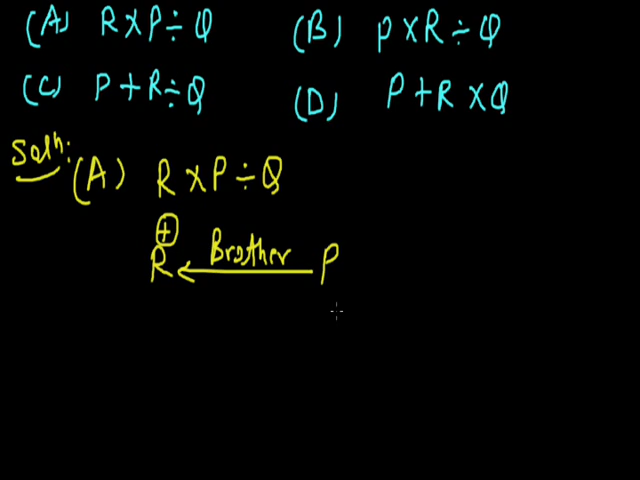 (A) R×P÷Q (B) P×R÷Q
(C) P+R÷Q (D) P+R×Q
Soln: (A) R×P÷Q
+
R Brother P